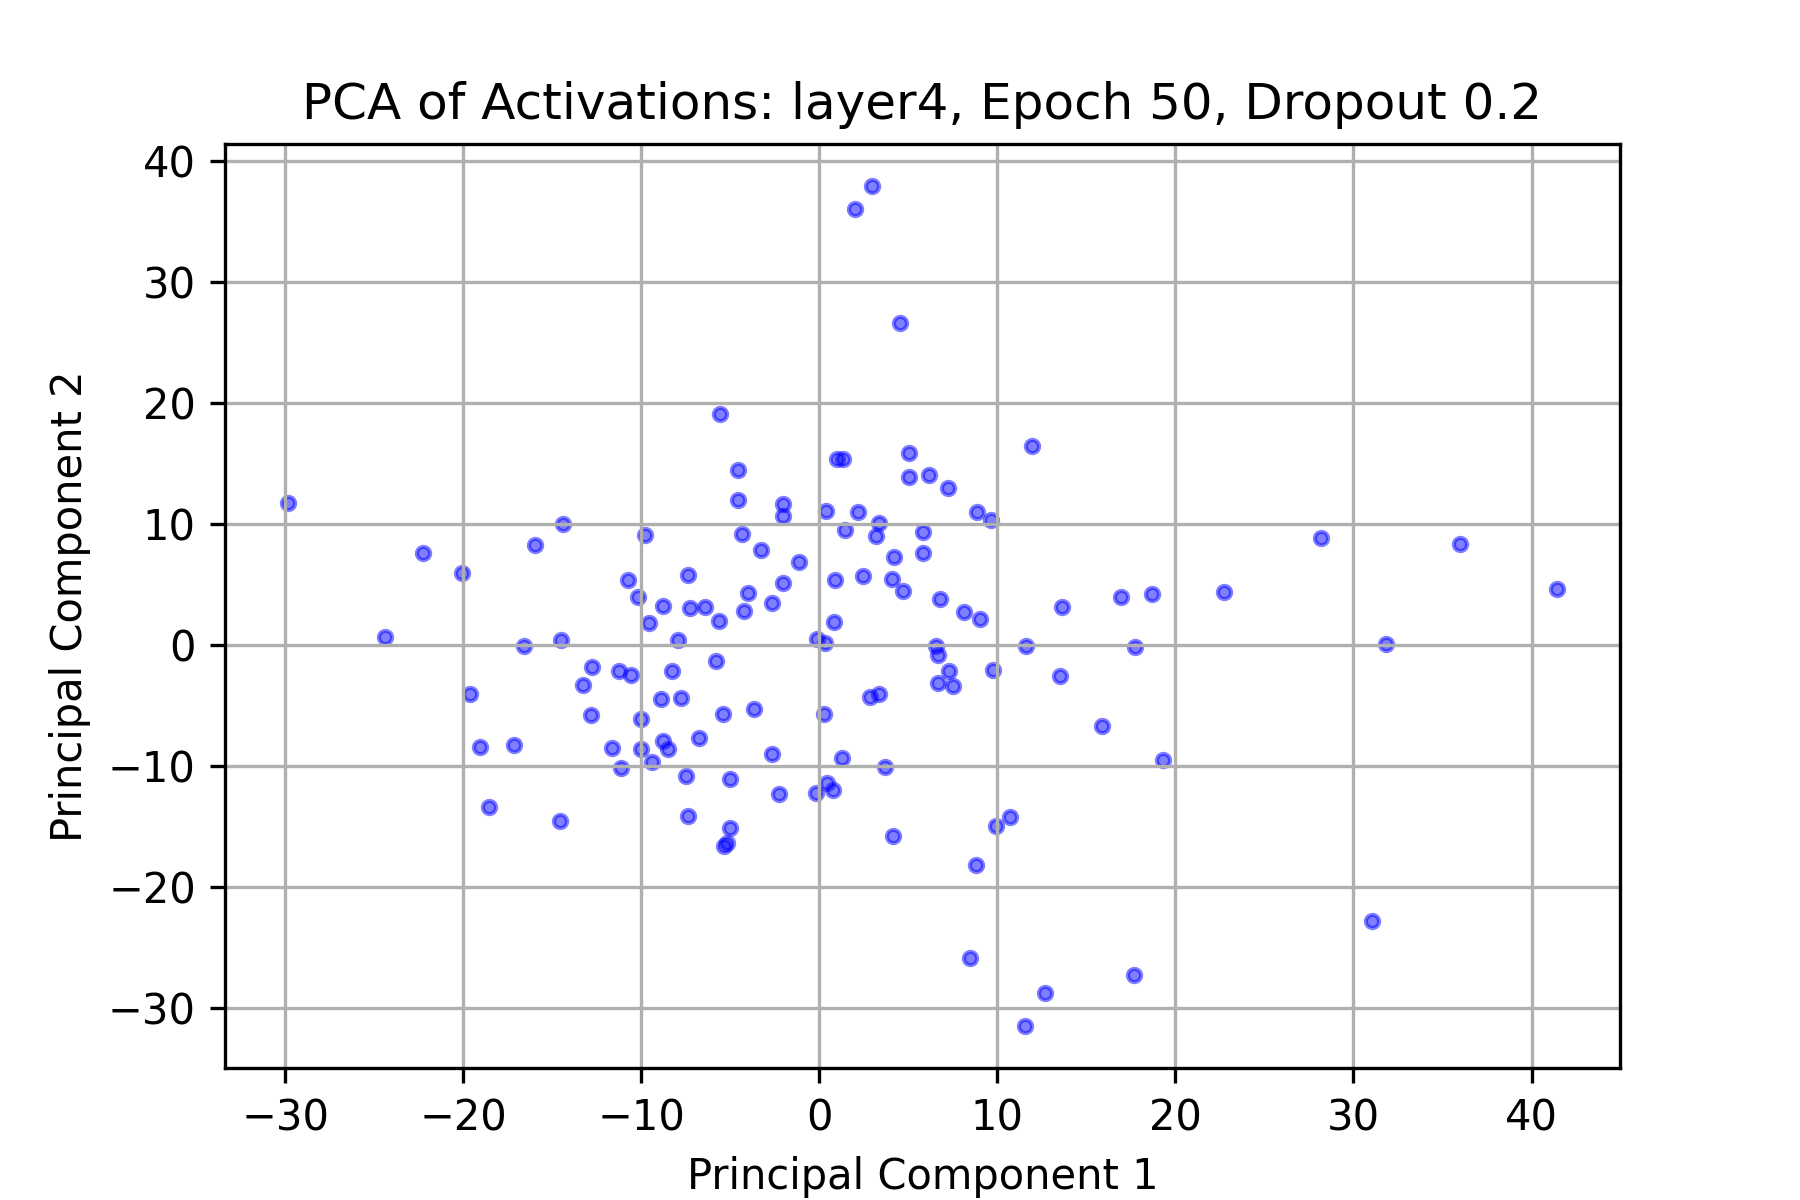 PCA of Activations: layer4, Epoch 50, Dropout 0.2
40
30
20
10
0
−10
−20
−30
Principal Component 2
−30 −20 −10 0 10 20 30 40
Principal Component 1